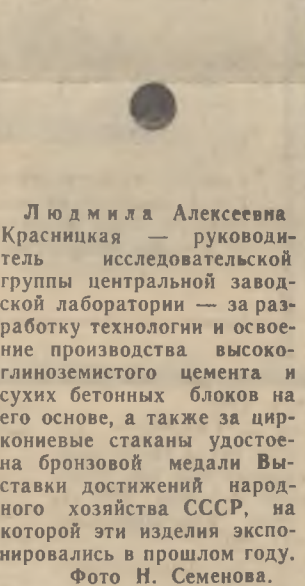 Людмила Алексеевна
Красницкая — руководи-
тель исследовательской
группы центральной завод-
ской лаборатории — за раз-
работку технологии и освое-
ние производства высоко-
глиноземистого цемента и
сухих бетонных блоков на
его основе, а также за цир-
кониевые стаканы удостое-
на бронзовой медали Вы-
ставки достижений народ-
ного хозяйства СССР, на
которой эти изделия экспо-
нировались в прошлом году.
Фото Н. Семенова.